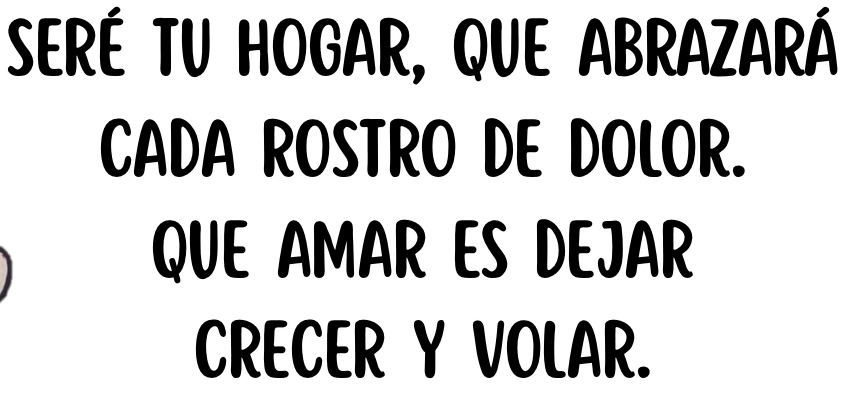 SERÉ TU HOGAR, QUE ABRAZARÁ
CADA ROSTRO DE DOLOR.
QUE AMAR ES DEJAR
CRECER Y VOLAR.